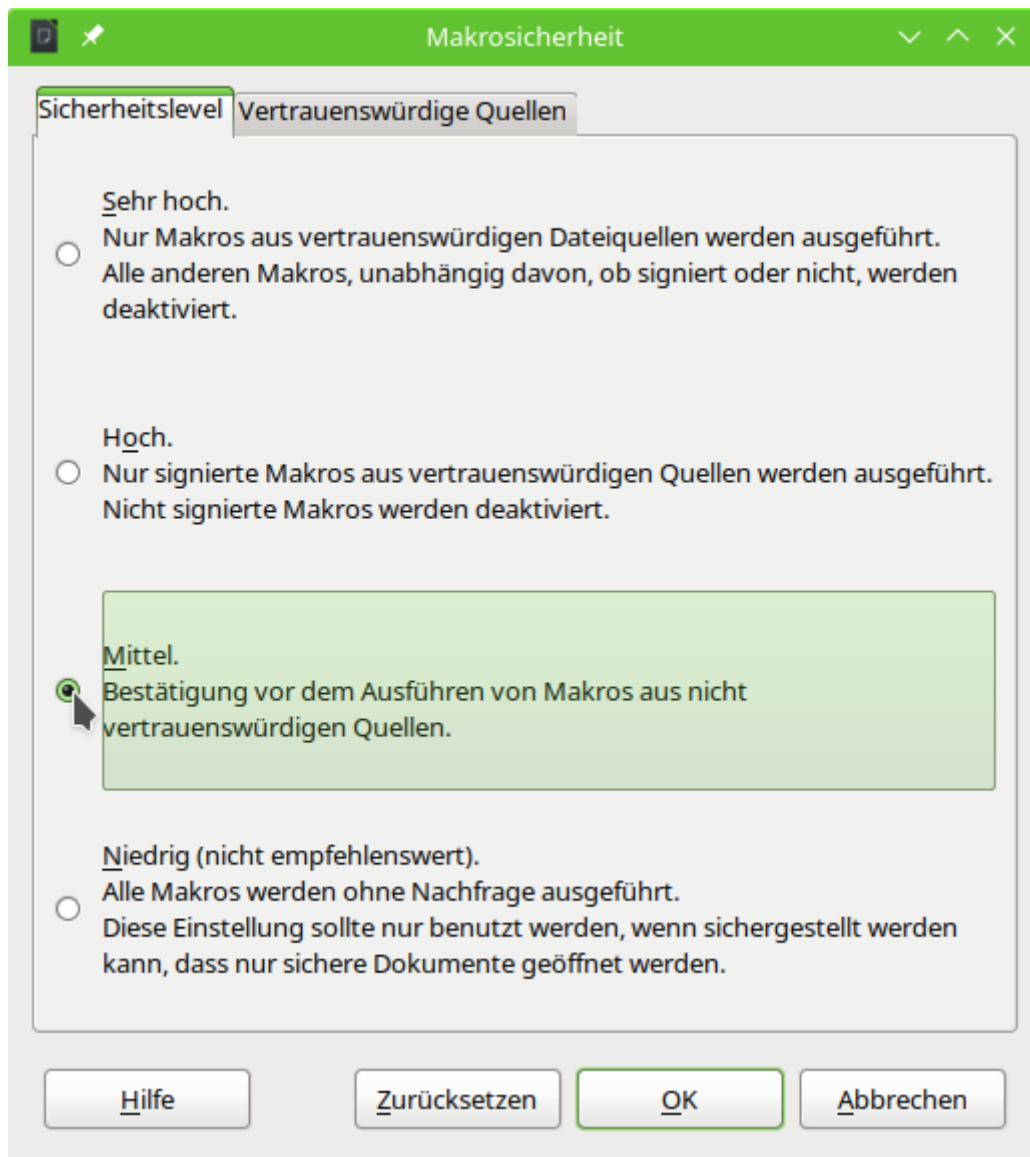 Makrosicherheit
Sicherheitslevel
Vertrauenswürdige Quellen
Sehr hoch.
Nur Makros aus vertrauenswürdigen Dateiquellen werden ausgeführt.
Alle anderen Makros, unabhängig davon, ob signiert oder nicht, werden
deaktiviert.
Hoch.
Nur signierte Makros aus vertrauenswürdigen Quellen werden ausgeführt.
Nicht signierte Makros werden deaktiviert.
Mittel.
Bestätigung vor dem Ausführen von Makros aus nicht
vertrauenswürdigen Quellen.
Niedrig (nicht empfehlenswert).
Alle Makros werden ohne Nachfrage ausgeführt.
Diese Einstellung sollte nur benutzt werden, wenn sichergestellt werden
kann, dass nur sichere Dokumente geöffnet werden.
Hilfe
Zurücksetzen
OK
Abbrechen